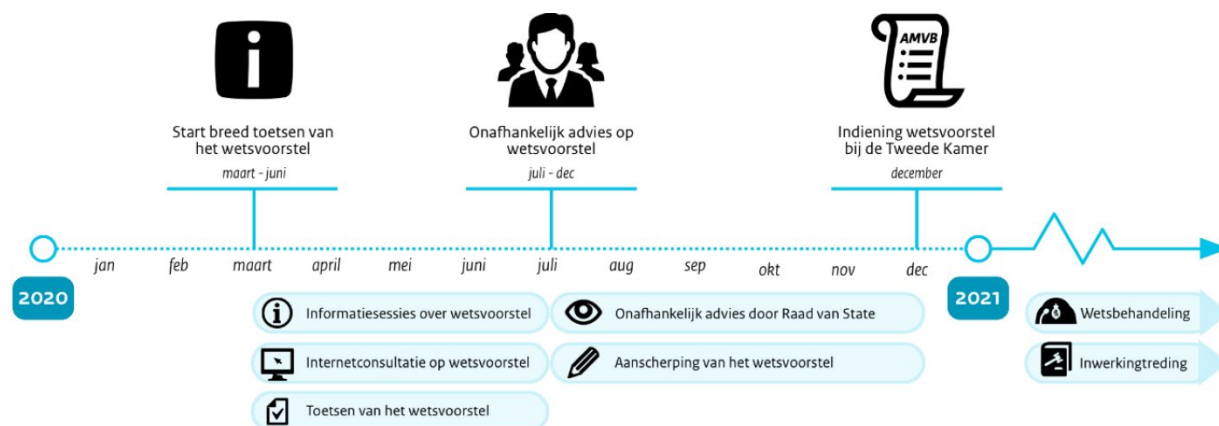 AMVB
Start breed toetsen van
het wetsvoorstel
maart - juni
Onafhankelijk advies op
wetsvoorstel
juli - dec
Indiening wetsvoorstel
bij de Tweede Kamer
december
jan feb maart april mei juni juli aug sep okt nov dec
2020
2021
Informatiesessies over wetsvoorstel
Internetconsultatie op wetsvoorstel
Toetsen van het wetsvoorstel
Onafhankelijk advies door Raad van State
Aanscherping van het wetsvoorstel
Wetsbehandeling
Inwerkingtreding